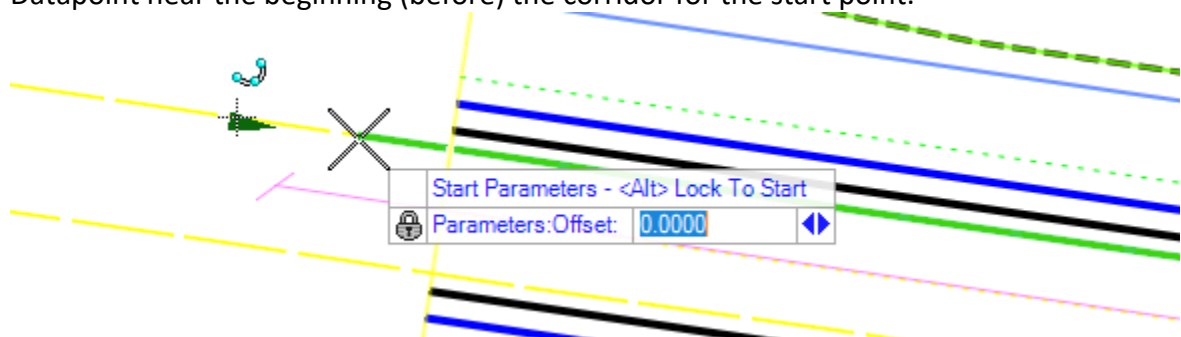 Datapoint near the beginning (before) the corridor for the start point.
Start Parameters - <Alt> Lock To Start
Parameters:Offset: 0.0000